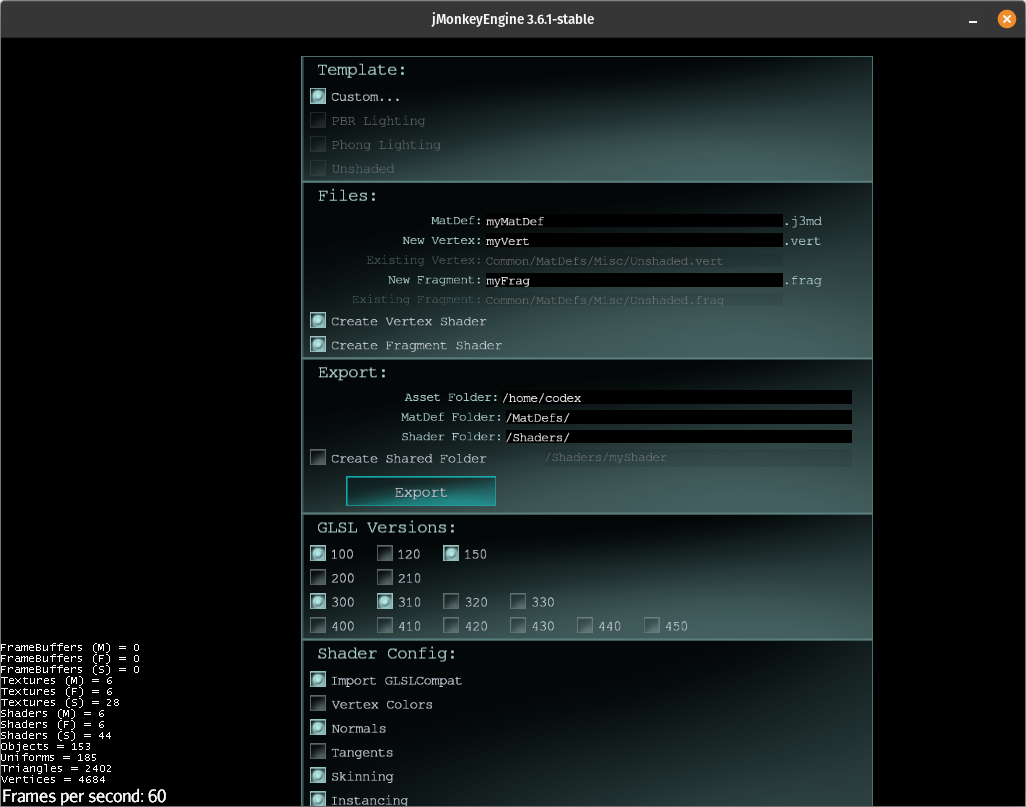 jMonkeyEngine 3.6.1-stable
Template:
Custom...
PBR Lighting
Phong Lighting
Unshaded
Files:
MatDef: myMatDef .j3md
New Vertex: myVert .vert
Existing Vertex: Common/MatDefs/Misc/Unshaded.vert
New Fragment: myFrag .frag
Existing Fragment: Common/MatDefs/Misc/Unshaded.frag
Create Vertex Shader
Create Fragment Shader
Export:
Asset Folder: /home/codex
MatDef Folder: /MatDefs/
Shader Folder: /Shaders/
Create Shared Folder /Shaders/myShader
Export
GLSL Versions:
100 120 150
200 210
300 310 320 330
400 410 420 430 440 450
Shader Config:
Import GLSLCompat
Vertex Colors
Normals
Tangents
Skinning
Instancing
FrameBuffers (M) = 0
FrameBuffers (F) = 0
FrameBuffers (S) = 0
Textures (M) = 6
Textures (F) = 6
Textures (S) = 28
Shaders (M) = 6
Shaders (F) = 6
Shaders (S) = 44
Objects = 153
Uniforms = 185
Triangles = 2402
Vertices = 4684
Frames per second: 60